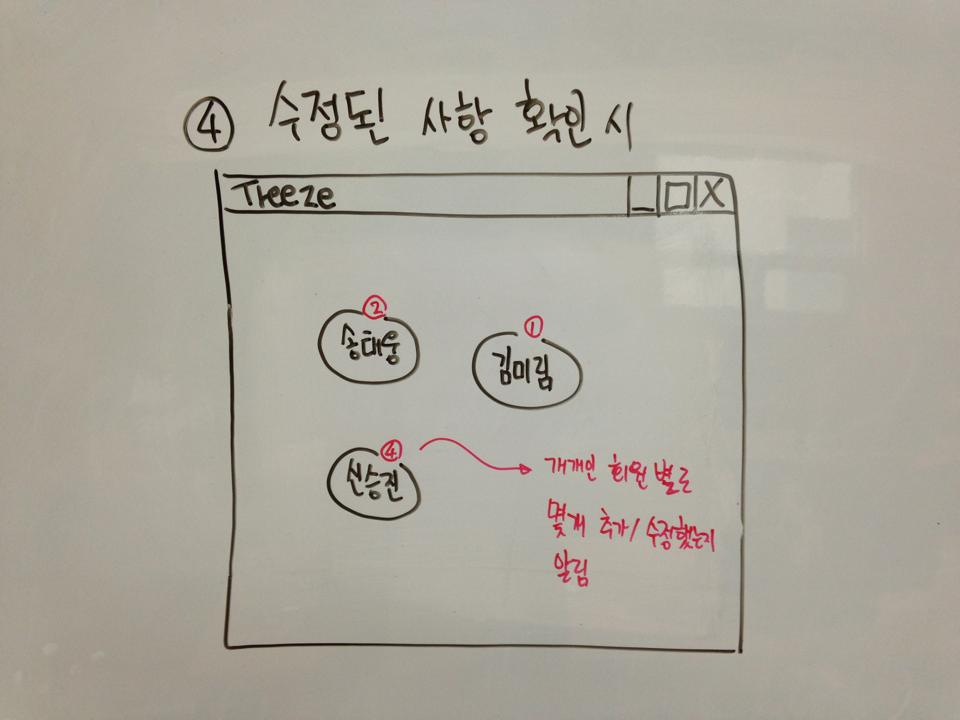 ④ 수정된 사항 확인 시
Treeze _ □ X
②
송태웅
①
김미림
④
신승진
개개인 회원 별로
몇개 추가/수정했는지
알림